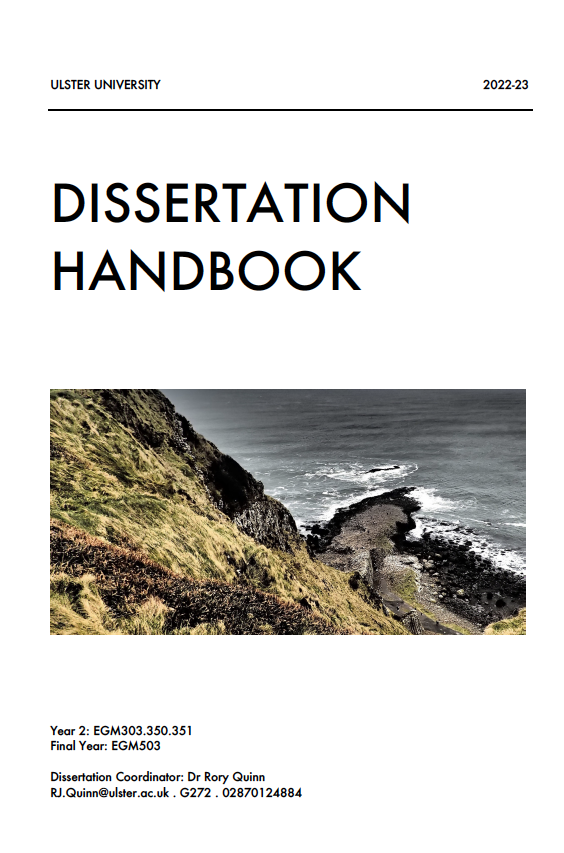 ULSTER UNIVERSITY 2022-23
DISSERTATION
HANDBOOK
Year 2: EGM303.350.351
Final Year: EGM503
Dissertation Coordinator: Dr Rory Quinn
RJ.Quinn@ulster.ac.uk . G272 . 02870124884